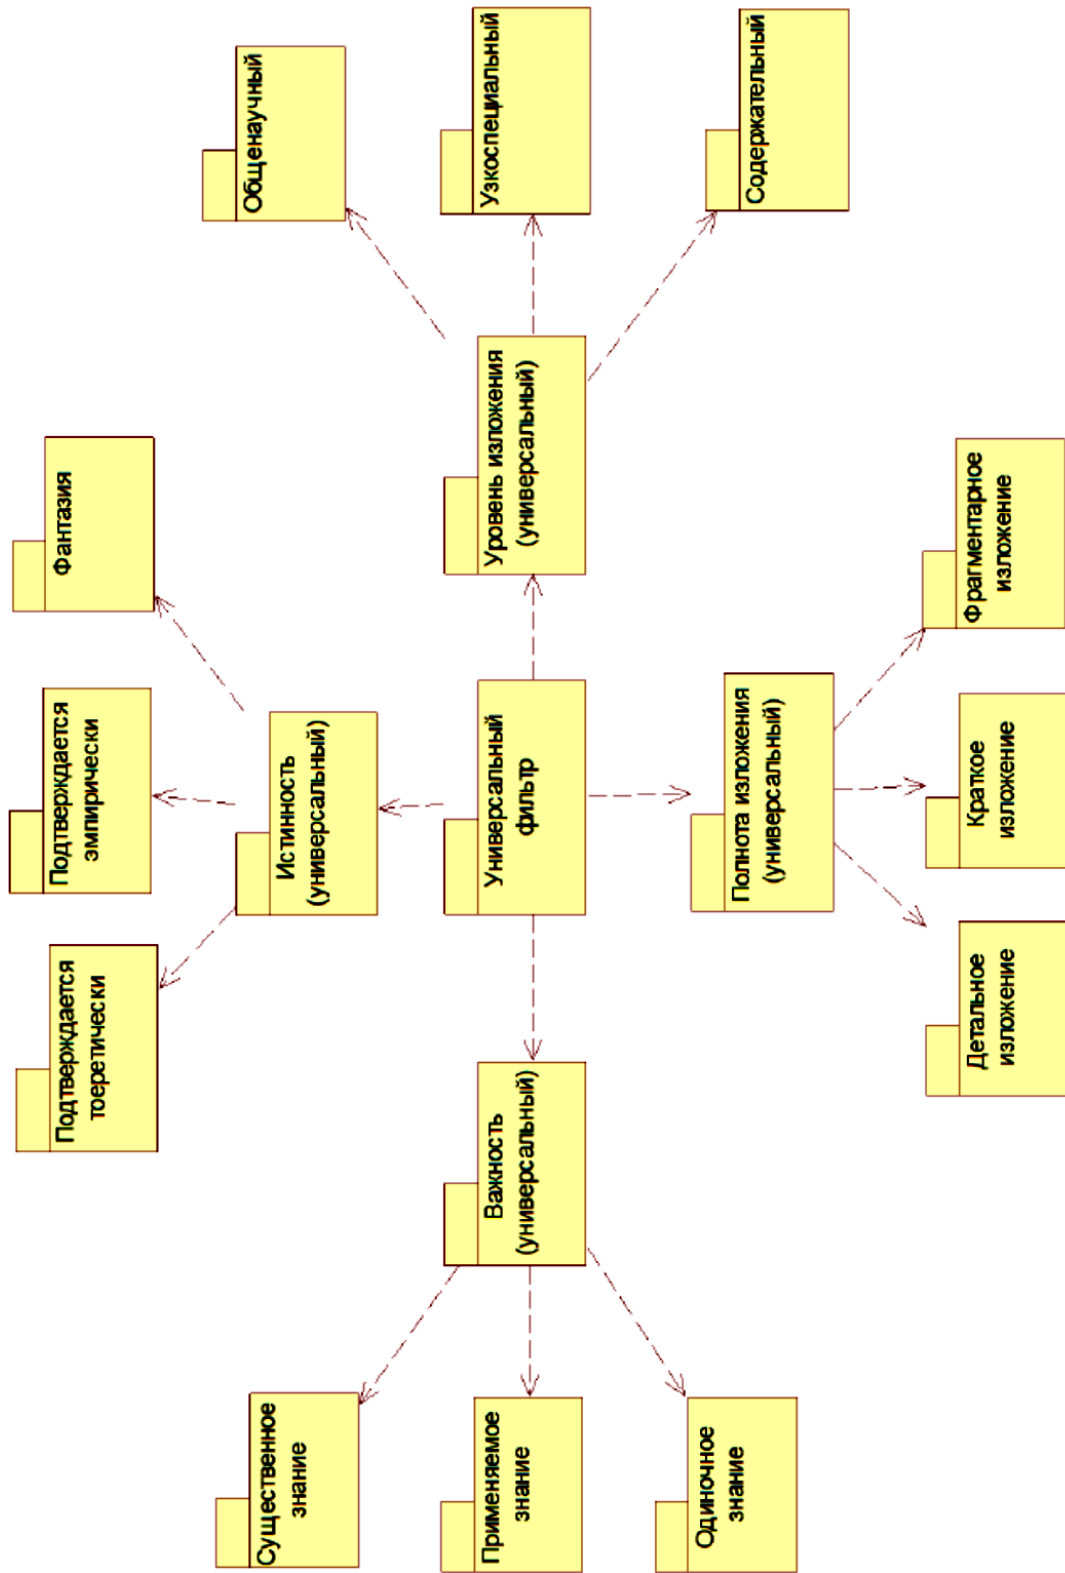 Подтверждается
тоеретически
Подтверждается
эмпирически
Фантазия
Существенное
знание
Истинность
(универсальный)
Общенаучный
Применяемое
знание
Важность
(универсальный)
Универсальный
фильтр
Уровень изложения
(универсальный)
Узкоспециальный
Одиночное
знание
Полнота изложения
(универсальный)
Содержательный
Детальное
изложение
Краткое
изложение
Фрагментарное
изложение